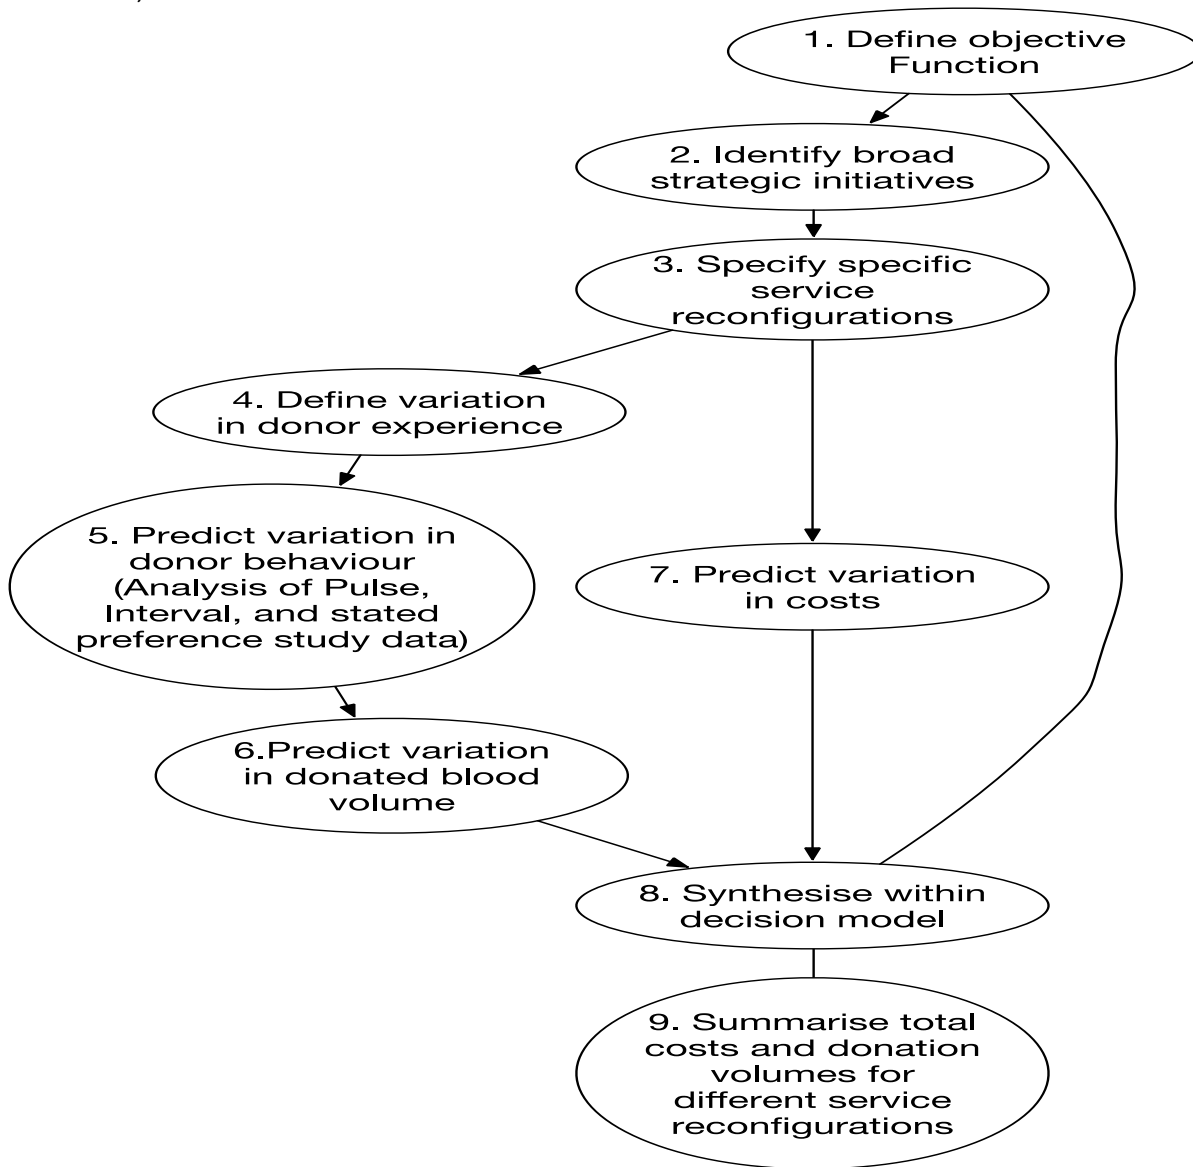 1. Define objective
Function
2. Identify broad
strategic initiatives
3. Specify specific
service
reconfigurations
4. Define variation
in donor experience
5. Predict variation in
donor behaviour
(Analysis of Pulse,
Interval, and stated
preference study data)
7. Predict variation
in costs
6.Predict variation
in donated blood
volume
8. Synthesise within
decision model
9. Summarise total
costs and donation
volumes for
different service
reconfigurations